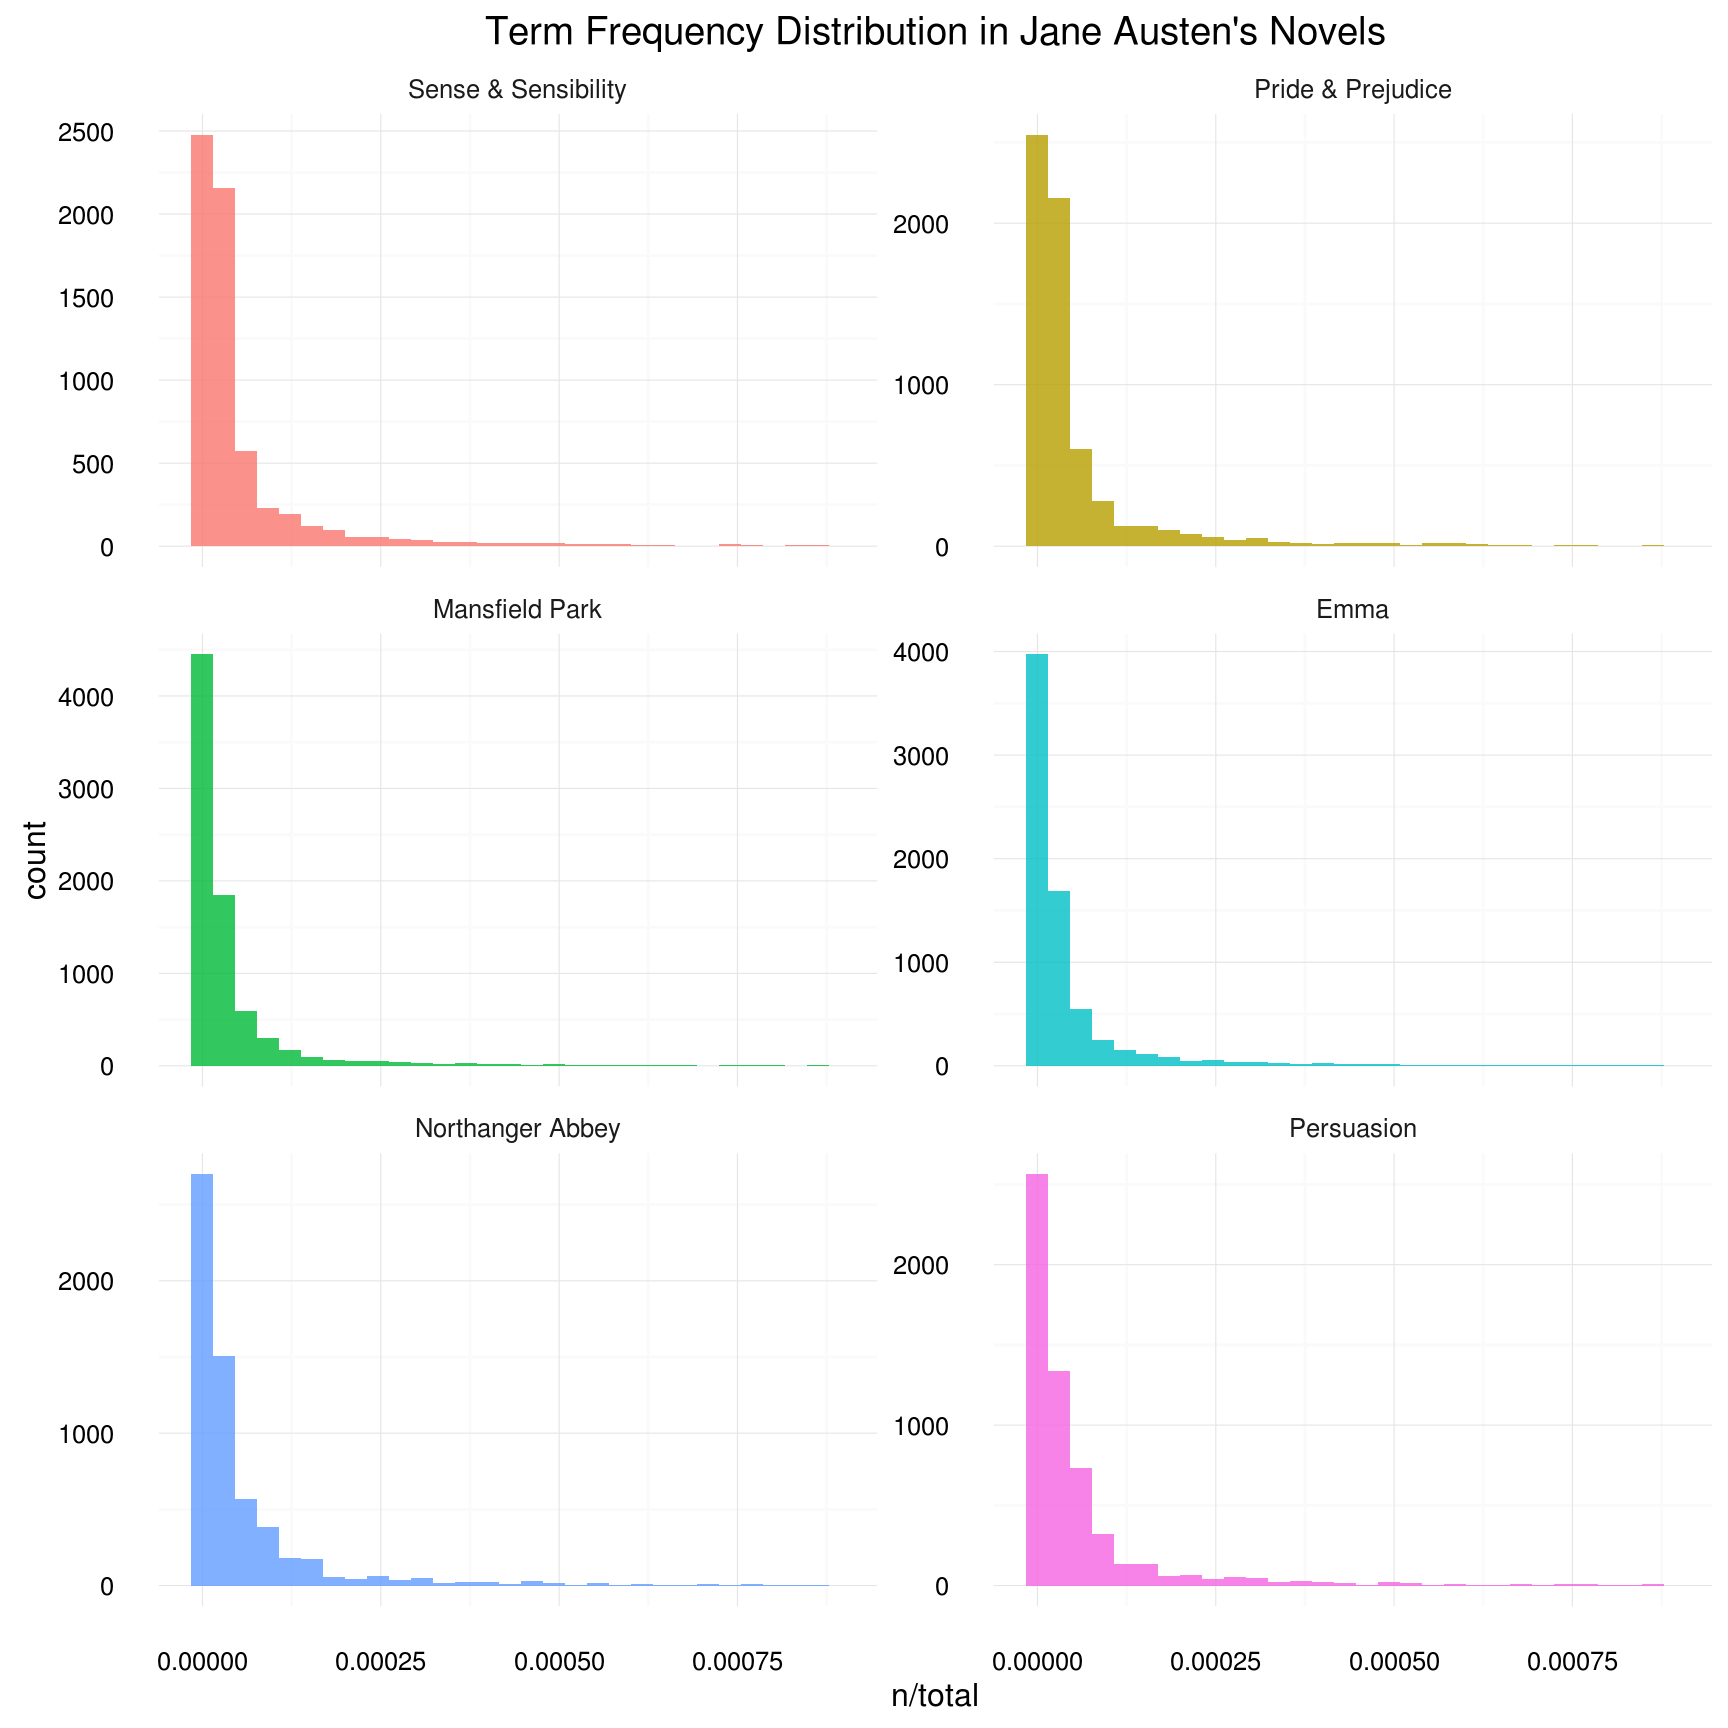 Term Frequency Distribution in Jane Austen's Novels
Sense & Sensibility
2500
2000
1500
1000
500
0
Pride & Prejudice
2000
1000
0
Mansfield Park
4000
3000
2000
1000
0
Emma
4000
3000
2000
1000
0
count
Northanger Abbey
2000
1000
0
Persuasion
2000
1000
0
0.00000 0.00025 0.00050 0.00075
0.00000 0.00025 0.00050 0.00075
n/total